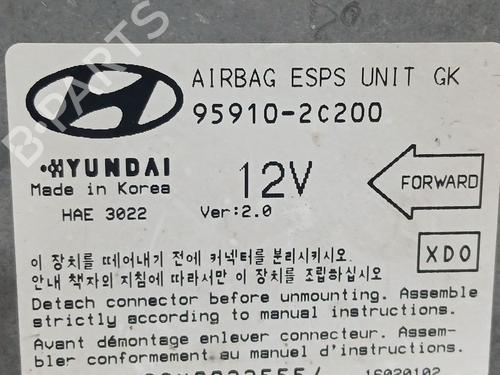 AIRBAG ESPS UNIT GK
95910-2C200
HYUNDAI
Made in Korea
HAE 3022
12V
Ver:2.0
FORWARD
XDO
이 장치를 떼어내기 전에 커넥터를 분리시키시오.
안내 책자의 지침에 따라서만 이 장치를 조립하십시오
Detach connector before unmounting. Assemble
strictly according to manual instructions.
Avant démontage enlever connecteur. Assem-
bler conformement au manuel d'instructions.
16020102
B-PARTS